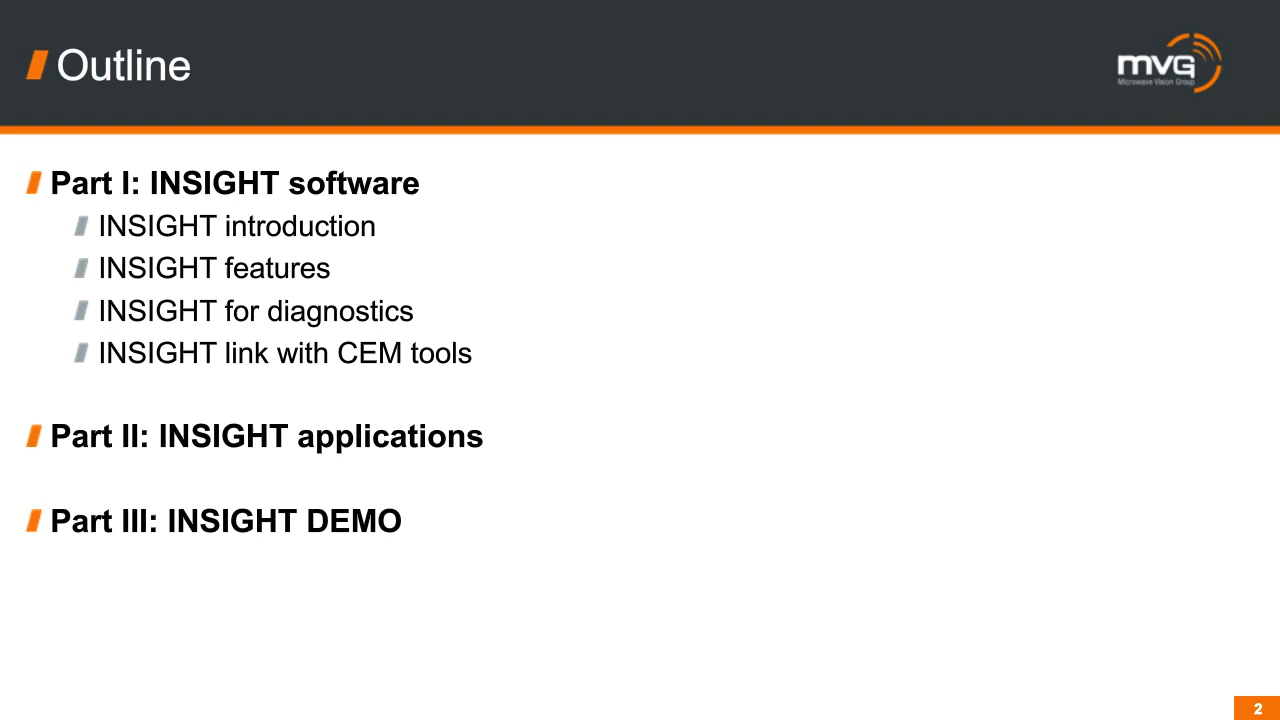 Outline
mvg
Microwave Vision Group
Part I: INSIGHT software
INSIGHT introduction
INSIGHT features
INSIGHT for diagnostics
INSIGHT link with CEM tools
Part II: INSIGHT applications
Part III: INSIGHT DEMO
2